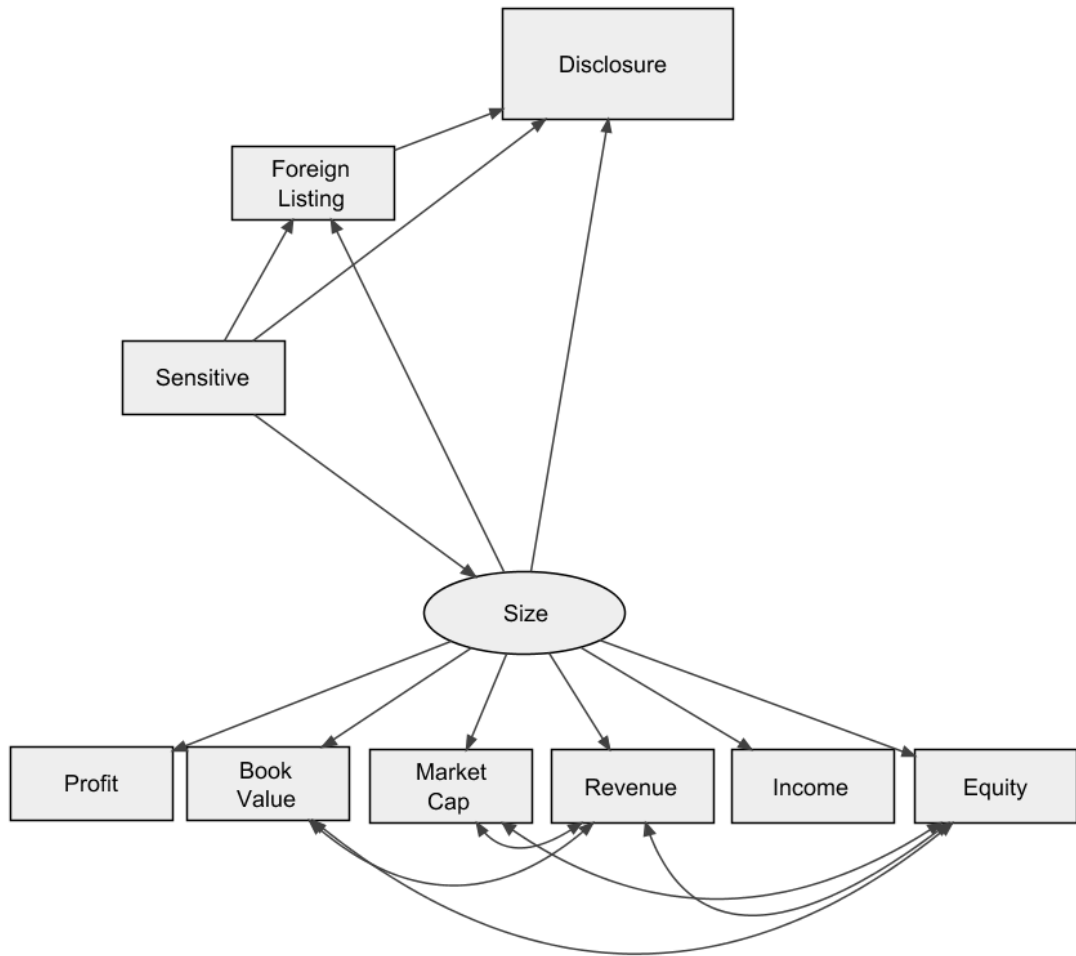 Disclosure
Foreign
Listing
Sensitive
Size
Profit
Book
Value
Market
Cap
Revenue
Income
Equity